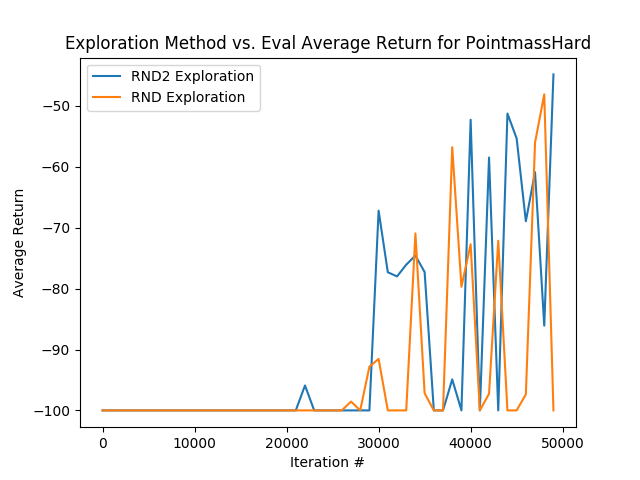 Exploration Method vs. Eval Average Return for PointmassHard
RND2 Exploration
RND Exploration
Average Return
−50
−60
−70
−80
−90
−100
0 10000 20000 30000 40000 50000
Iteration #